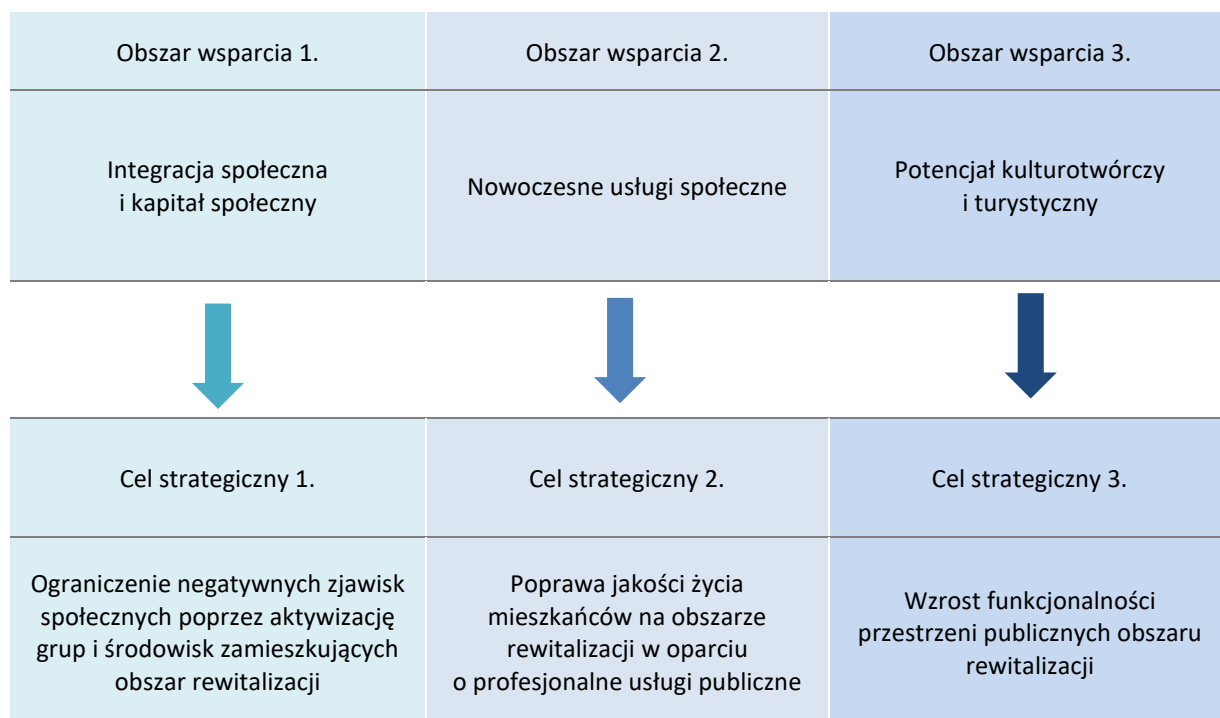 Obszar wsparcia 1.
Obszar wsparcia 2.
Obszar wsparcia 3.
Integracja społeczna
i kapitał społeczny
Nowoczesne usługi społeczne
Potencjał kulturotwórczy
i turystyczny
Cel strategiczny 1.
Cel strategiczny 2.
Cel strategiczny 3.
Ograniczenie negatywnych zjawisk
społecznych poprzez aktywizację
grup i środowisk zamieszkujących
obszar rewitalizacji
Poprawa jakości życia
mieszkańców na obszarze
rewitalizacji w oparciu
o profesjonalne usługi publiczne
Wzrost funkcjonalności
przestrzeni publicznych obszaru
rewitalizacji